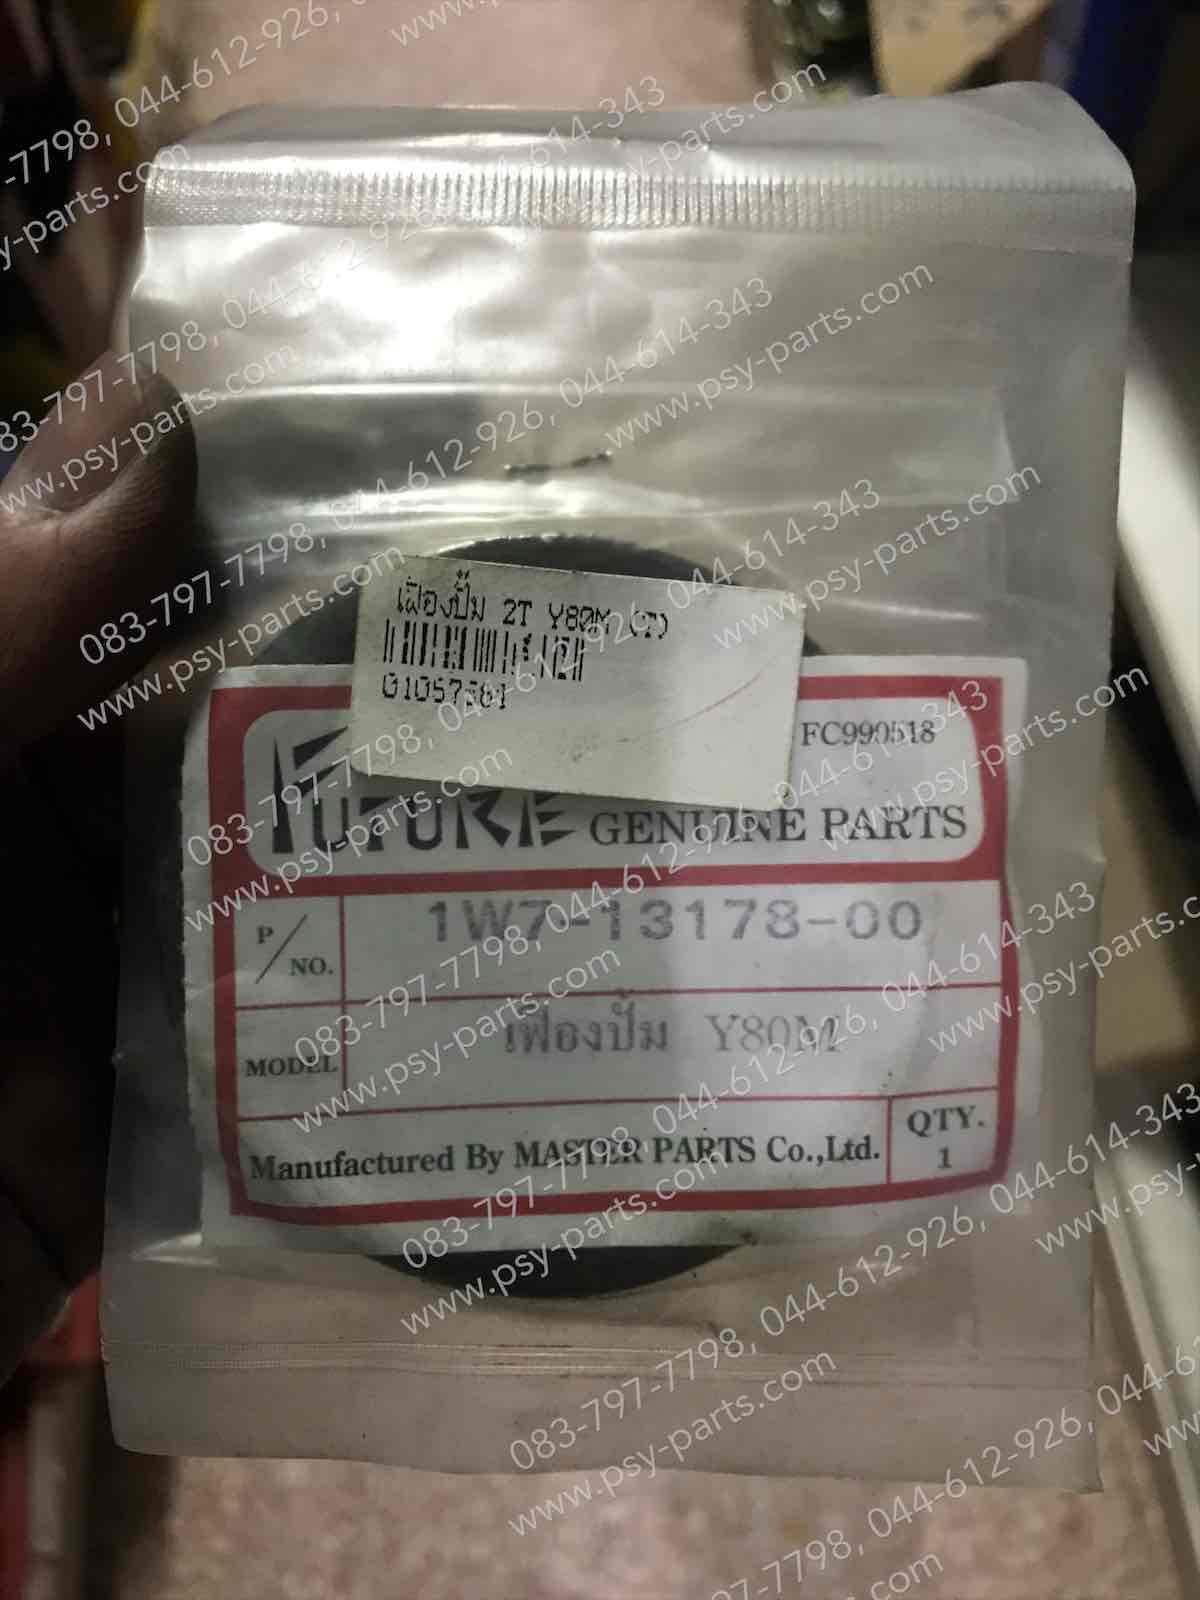 เฟืองปั๊ม 2T Y80M (T)
FC990518
FUTURE GENUINE PARTS
P/NO. 1W7-13178-00
MODEL เฟืองปั้ม Y80M
Manufactured By MASTER PARTS Co.,Ltd.
QTY.
1
083-797-7798, 044-612-926, 044-614-343
www.psy-parts.com